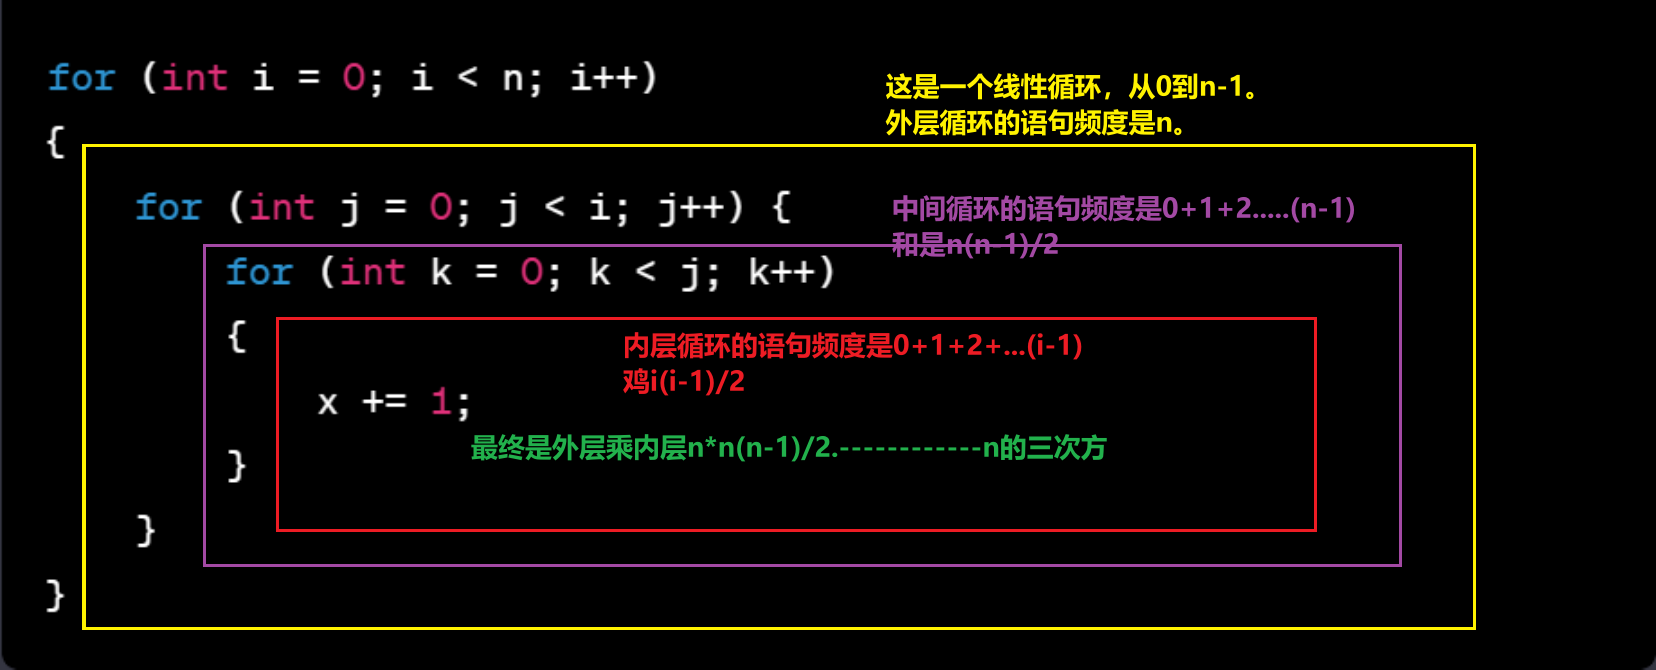 for (int i = 0; i < n; i++)
这是一个线性循环，从0到n-1。
外层循环的语句频度是n。
{
for (int j = 0; j < i; j++) {
中间循环的语句频度是0+1+2.....(n-1)
和是n(n-1)/2
for (int k = 0; k < j; k++)
{
内层循环的语句频度是0+1+2+...(i-1)
鸡i(i-1)/2
x += 1;
最终是外层乘内层n*n(n-1)/2.------------n的三次方
}
}
}